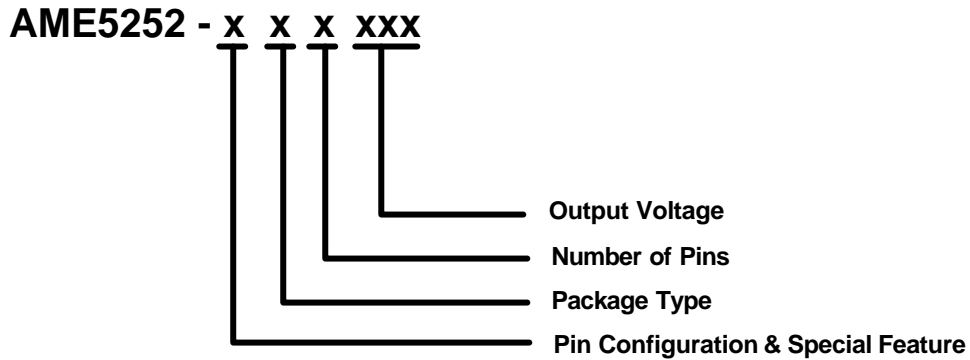 AME5252 - x x x xxx
Output Voltage
Number of Pins
Package Type
Pin Configuration & Special Feature